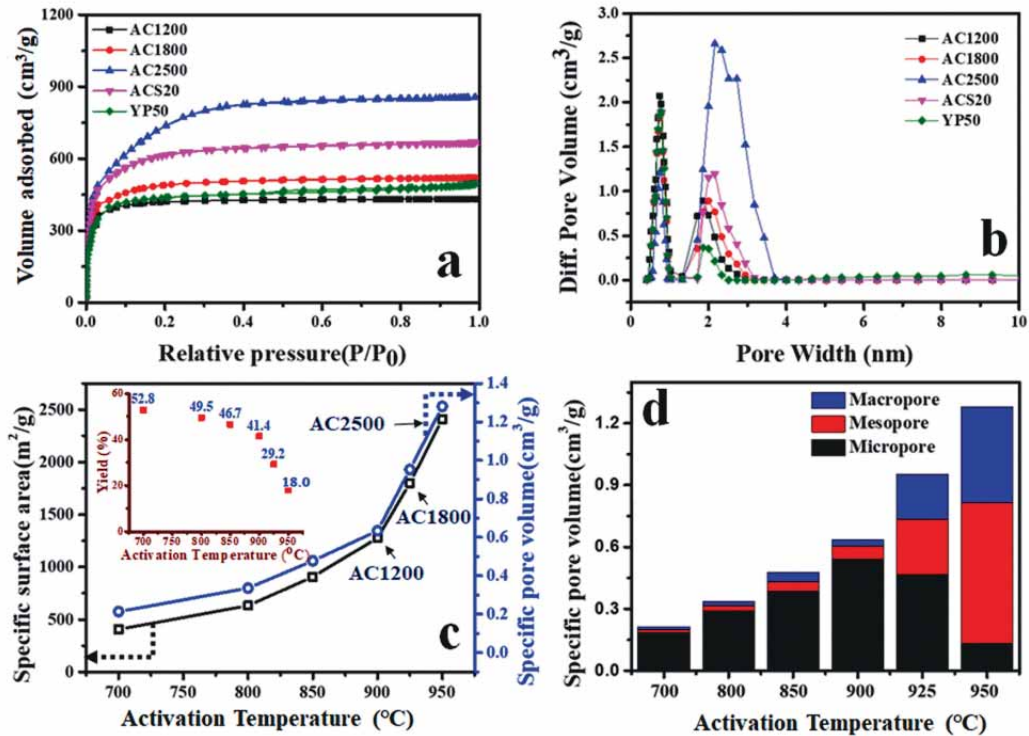 1200
900
600
300
0
Volume adsorbed (cm³/g)
AC1200
AC1800
AC2500
ACS20
YP50
a
0.0 0.2 0.4 0.6 0.8 1.0
Relative pressure(P/P₀)
3.0
2.5
2.0
1.5
1.0
0.5
0.0
Diff. Pore Volume (cm³/g)
AC1200
AC1800
AC2500
ACS20
YP50
b
0 2 4 6 8 10
Pore Width (nm)
2500
2000
1500
1000
500
0
Specific surface area(m²/g)
60
40
20
0
Yield (%)
52.8
49.5
46.7
41.4
29.2
18.0
700 750 800 850 900 950
Activation Temperature (°C)
AC2500
AC1800
AC1200
c
1.4
1.2
1.0
0.8
0.6
0.4
0.2
0.0
Specific pore volume(cm³/g)
700 750 800 850 900 950
Activation Temperature (°C)
1.2
0.9
0.6
0.3
0.0
Specific pore volume(cm³/g)
d
Macropore
Mesopore
Micropore
700 800 850 900 925 950
Activation Temperature (°C)